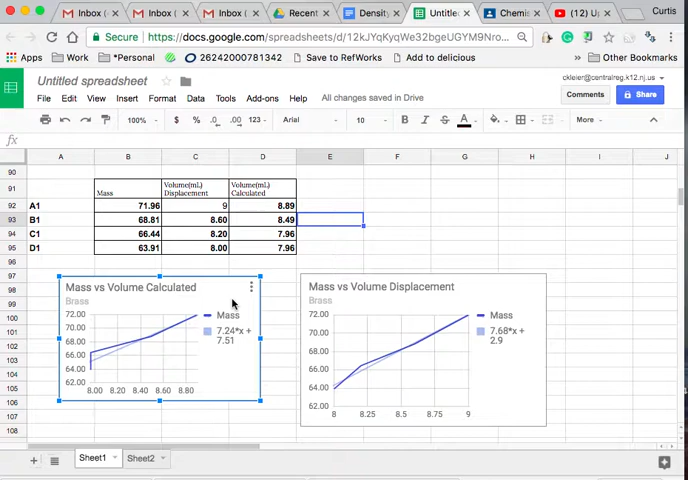 Inbox (
Inbox (
Inbox (
Recent
Density
Untitle
Chemis
(12) Up
Curtis
Secure https://docs.google.com/spreadsheets/d/12kJYqKyqWe32bgeUGYM9Nro...
Apps Work *Personal 26242000781342 Save to RefWorks Add to delicious » Other Bookmarks
Untitled spreadsheet
ckleier@centralreg.k12.nj.us
File Edit View Insert Format Data Tools Add-ons Help All changes saved in Drive
Comments Share
100% $ % .0 .00 123 Arial 10 B I S A More
fx
A B C D E F G H I J
90
91 Mass Volume(mL) Displacement Volume(mL) Calculated
92 A1 71.96 9 8.89
93 B1 68.81 8.60 8.49
94 C1 66.44 8.20 7.96
95 D1 63.91 8.00 7.96
96
97
98
99
100
101
102
103
104
105
106
107
108
Mass vs Volume Calculated
Brass
72.00
70.00
68.00
66.00
64.00
62.00
8.00 8.20 8.40 8.60 8.80
Mass
7.24*x +
7.51
Mass vs Volume Displacement
Brass
72.00
70.00
68.00
66.00
64.00
62.00
8 8.25 8.5 8.75 9
Mass
7.68*x +
2.9
Sheet1 Sheet2